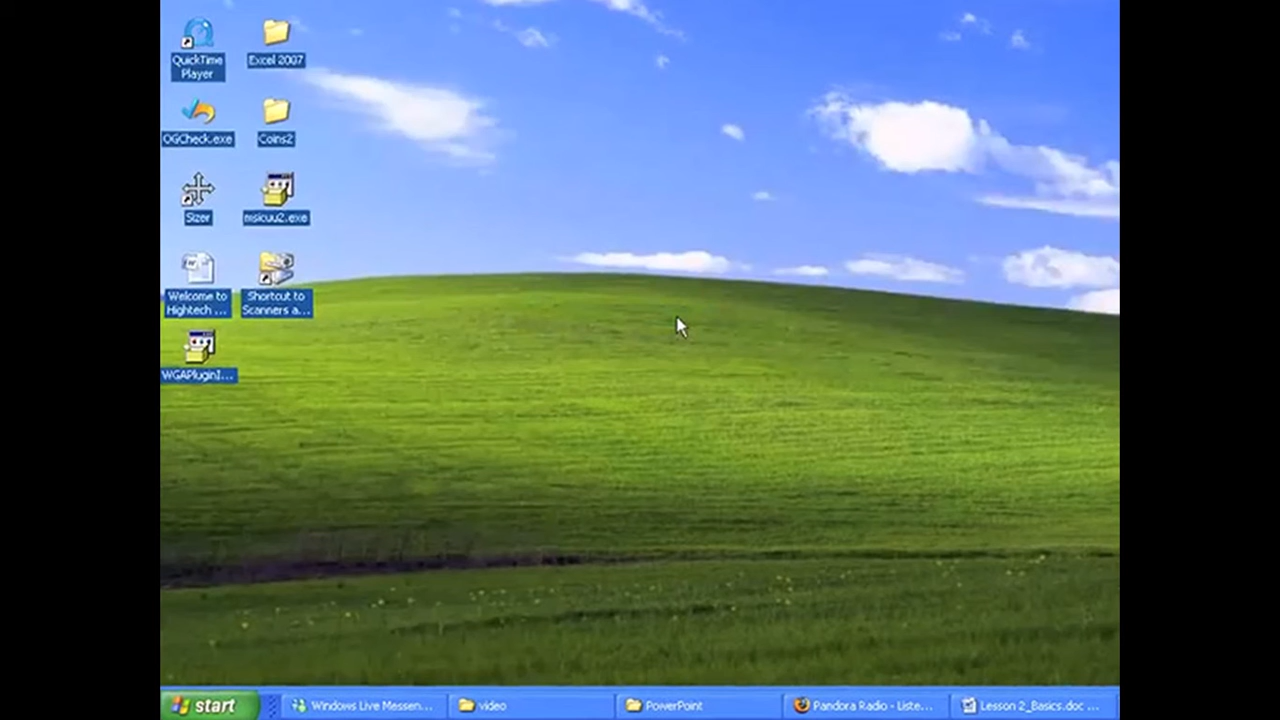 QuickTime
Player
Excel 2007
OGCheck.exe
Coins2
Sizer
msicuu2.exe
Welcome to
Hightech ...
Shortcut to
Scanners a...
WGAPluginI...
start
Windows Live Messen...
video
PowerPoint
Pandora Radio - Liste...
Lesson 2_Basics.doc ...